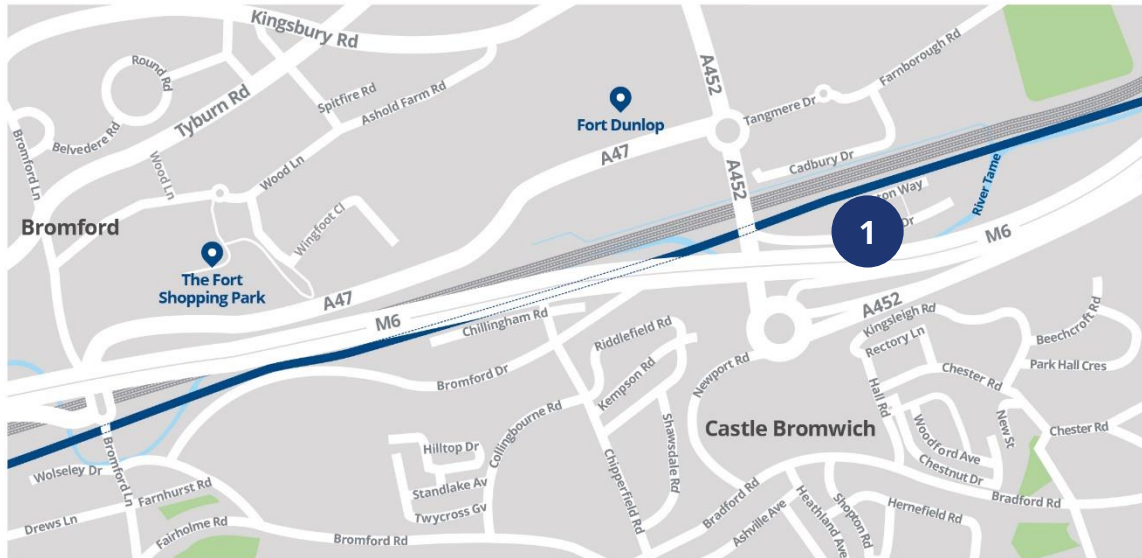 Kingsbury Rd
A452
Farnborough Rd
Round Rd
Spitfire Rd
Ashold Farm Rd
Tyburn Rd
Fort Dunlop
Tangmere Dr
Belvedere Rd
Bromford Ln
Wood Ln
Wood Ln
A47
Cadbury Dr
A452
River Tame
ton Way
Dr
1
Bromford
Wingfoot Cl
M6
The Fort
Shopping Park
A47
M6
A452
Chillingham Rd
Riddlefield Rd
Kingsleigh Rd
Rectory Ln
Beechcroft Rd
Park Hall Cres
Bromford Dr
Kempson Rd
Newport Rd
Chester Rd
Hall Rd
Collingbourne Rd
Shawsdale Rd
Castle Bromwich
Woodford Ave
New St
Chester Rd
Hilltop Dr
Chipperfield Rd
Chestnut Dr
Wolseley Dr
Bromford Ln
Standlake Av
Twycross Gv
Farnhurst Rd
Drews Ln
Fairholme Rd
Bromford Rd
Bradford Rd
Ashville Ave
Heathland Ave
Shopton Rd
Hernefield Rd
Bradford Rd